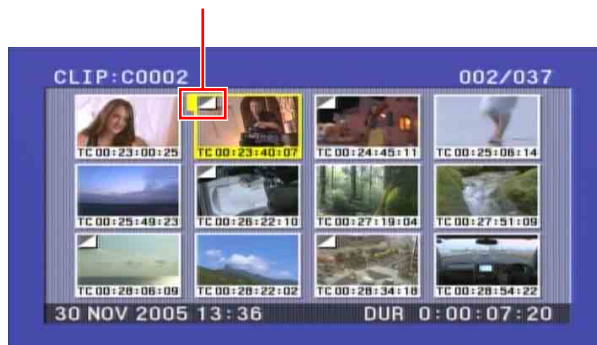 CLIP:C0002 002/037
TC 00:23:00:25 TC 00:23:40:07 TC 00:24:45:11 TC 00:25:06:14
TC 00:25:49:23 TC 00:26:22:10 TC 00:27:19:04 TC 00:27:51:09
TC 00:28:06:09 TC 00:28:22:02 TC 00:28:34:18 TC 00:28:54:22
30 NOV 2005 13:36 DUR 0:00:07:20